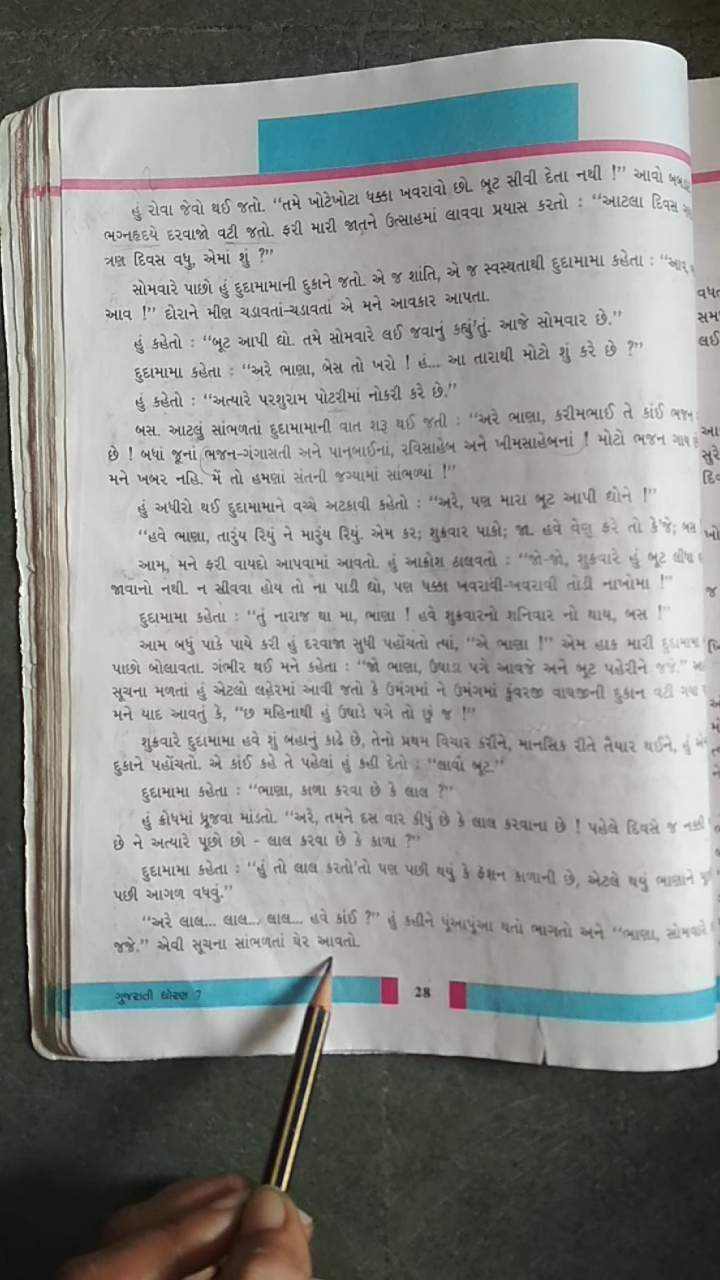 હું રોવા જેવો થઈ જતો. “તમે ખોટેખોટા ધક્કા ખવરાવો છો. બૂટ સીવી દેતા નથી !” આવો
ભગ્નહૃદયે દરવાજો વટી જતો. ફરી મારી જાતને ઉત્સાહમાં લાવવા પ્રયાસ કરતો : “આટલા દિવસ
ત્રણ દિવસ વધુ, એમાં શું ?”
સોમવારે પાછો હું દુદામામાની દુકાને જતો. એ જ શાંતિ, એ જ સ્વસ્થતાથી દુદામામા કહેતા : “આવ,
આવ !” દોરાને મીણ ચડાવતાં-ચડાવતાં એ મને આવકાર આપતા.
હું કહેતો : “બૂટ આપી દ્યો. તમે સોમવારે લઈ જવાનું કહ્યું’તું. આજે સોમવાર છે.”
દુદામામા કહેતા : “અરે ભાણા, બેસ તો ખરો ! હં... આ તારાથી મોટો શું કરે છે ?”
હું કહેતો : “અત્યારે પરશુરામ પોટરીમાં નોકરી કરે છે.”
બસ. આટલું સાંભળતાં દુદામામાની વાત શરૂ થઈ જતી : “અરે ભાણા, કરીમભાઈ તે કાંઈ ભજન
છે ! બધાં જૂનાં ભજન-ગંગાસતી અને પાનબાઈનાં, રવિસાહેબ અને ખીમસાહેબનાં ! મોટો ભજન ગાય
મને ખબર નહિ. મેં તો હમણાં સંતની જગ્યામાં સાંભળ્યાં !”
હું અધીરો થઈ દુદામામાને વચ્ચે અટકાવી કહેતો : “અરે, પણ મારા બૂટ આપી દ્યોને !”
“હવે ભાણા, તારુંય રિયું ને મારુંય રિયું. એમ કર; શુક્રવાર પાકો; જા. હવે વેણ ફરે તો કે’જે; બસ
આમ, મને ફરી વાયદો આપવામાં આવતો. હું આક્રોશ ઠાલવતો : “જો-જો, શુક્રવારે હું બૂટ લીધા
જાવાનો નથી. ન સીવવા હોય તો ના પાડી દ્યો, પણ ધક્કા ખવરાવી-ખવરાવી તોડી નાખોમા !”
દુદામામા કહેતા : “તું નારાજ થા મા, ભાણા ! હવે શુક્રવારનો શનિવાર નો થાય, બસ !”
આમ બધું પાકે પાયે કરી હું દરવાજા સુધી પહોંચતો ત્યાં, “એ ભાણા !” એમ હાક મારી દુદામામા
પાછો બોલાવતા. ગંભીર થઈ મને કહેતા : “જો ભાણા, ઉઘાડા પગે આવજે અને બૂટ પહેરીને જજે.”
સૂચના મળતાં હું એટલો લહેરમાં આવી જતો કે ઉમંગમાં ને ઉમંગમાં કુંવરજી વાઘજીની દુકાન વટી ગયા
મને યાદ આવતું કે, “છ મહિનાથી હું ઉઘાડે પગે તો છું જ !”
શુક્રવારે દુદામામા હવે શું બહાનું કાઢે છે, તેનો પ્રથમ વિચાર કરીને, માનસિક રીતે તૈયાર થઈને, હું
દુકાને પહોંચતો. એ કાંઈ કહે તે પહેલાં હું કહી દેતો : “લાવો બૂટ.”
દુદામામા કહેતા : “ભાણા, કાળા કરવા છે કે લાલ ?”
હું ક્રોધમાં ધ્રૂજવા માંડતો. “અરે, તમને દસ વાર કીધું છે કે લાલ કરવાના છે ! પહેલે દિવસે જ નક્કી
છે ને અત્યારે પૂછો છો - લાલ કરવા છે કે કાળા ?”
દુદામામા કહેતા : “હું તો લાલ કરતો’તો પણ પછી થયું કે ફૅશન કાળાની છે, એટલે થયું ભાણાને
પછી આગળ વધવું.”
“અરે લાલ... લાલ... લાલ... હવે કાંઈ ?” હું કહીને ધૂંઆપૂંઆ થતો ભાગતો અને “ભાણા, સોમવારે
જજે.” એવી સૂચના સાંભળતાં ઘેર આવતો.
ગુજરાતી ધોરણ 7
28